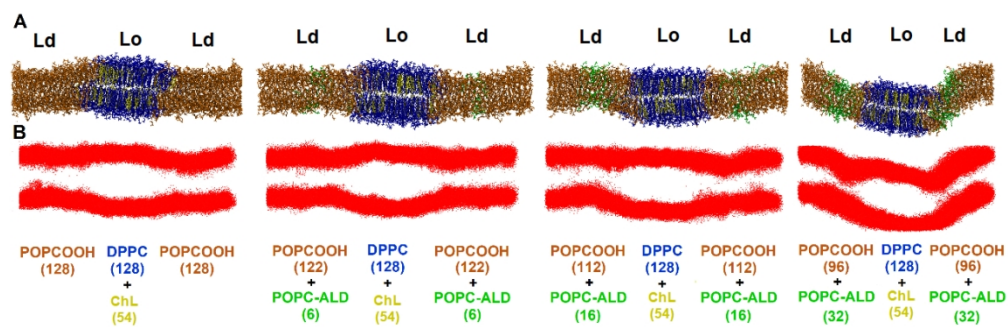 A
Ld Lo Ld Ld Lo Ld Ld Lo Ld Ld Lo Ld
B
POPCOOH DPPC POPCOOH POPCOOH DPPC POPCOOH POPCOOH DPPC POPCOOH POPCOOH DPPC POPCOOH
(128) (128) (128) (122) (128) (122) (112) (128) (112) (96) (128) (96)
+ + + + + + + + + +
ChL POPC-ALD ChL POPC-ALD POPC-ALD ChL POPC-ALD POPC-ALD ChL POPC-ALD
(54) (6) (54) (6) (16) (54) (16) (32) (54) (32)